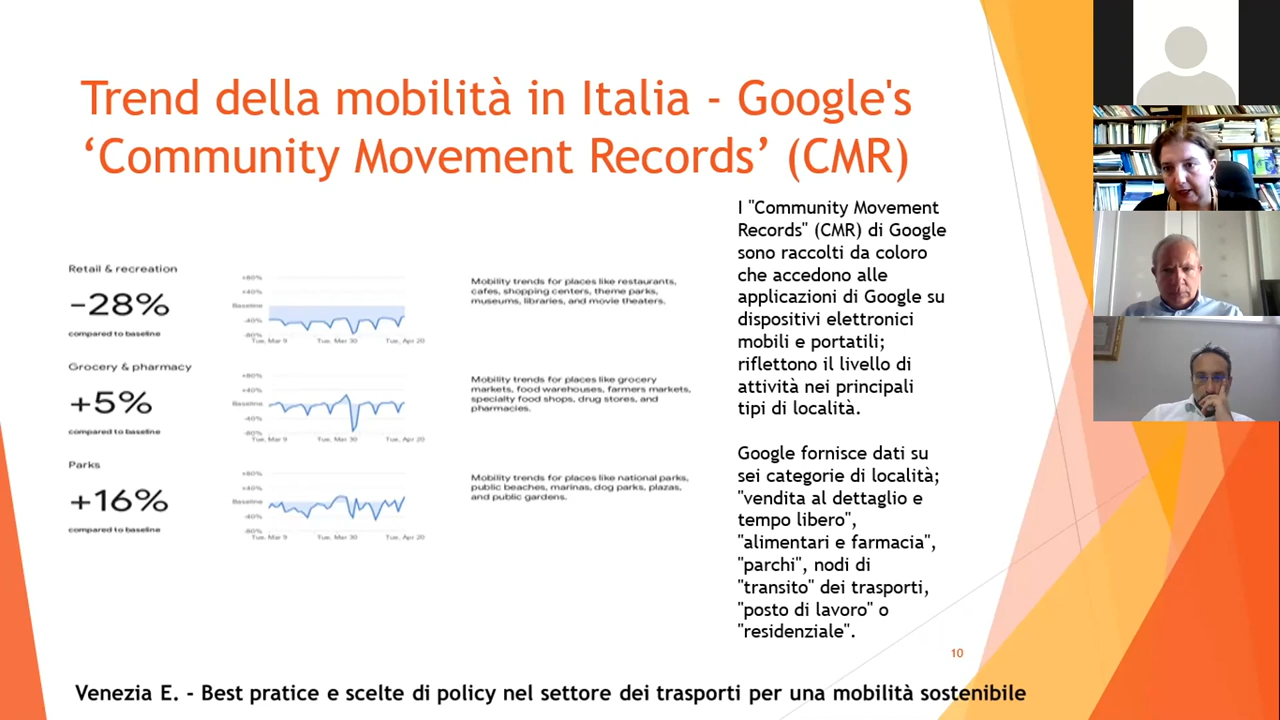 Trend della mobilità in Italia - Google's
‘Community Movement Records’ (CMR)
Retail & recreation
-28%
compared to baseline
+80%
+40%
Baseline
-40%
-80%
Tue, Mar 9
Tue, Mar 30
Tue, Apr 20
Mobility trends for places like restaurants,
cafes, shopping centers, theme parks,
museums, libraries, and movie theaters.
Grocery & pharmacy
+5%
compared to baseline
+80%
+40%
Baseline
-40%
-80%
Tue, Mar 9
Tue, Mar 30
Tue, Apr 20
Mobility trends for places like grocery
markets, food warehouses, farmers markets,
specialty food shops, drug stores, and
pharmacies.
Parks
+16%
compared to baseline
+80%
+40%
Baseline
-40%
-80%
Tue, Mar 9
Tue, Mar 30
Tue, Apr 20
Mobility trends for places like national parks,
public beaches, marinas, dog parks, plazas,
and public gardens.
I "Community Movement
Records" (CMR) di Google
sono raccolti da coloro
che accedono alle
applicazioni di Google su
dispositivi elettronici
mobili e portatili;
riflettono il livello di
attività nei principali
tipi di località.
Google fornisce dati su
sei categorie di località;
"vendita al dettaglio e
tempo libero",
"alimentari e farmacia",
"parchi", nodi di
"transito" dei trasporti,
"posto di lavoro" o
"residenziale".
10
Venezia E. - Best pratice e scelte di policy nel settore dei trasporti per una mobilità sostenibile